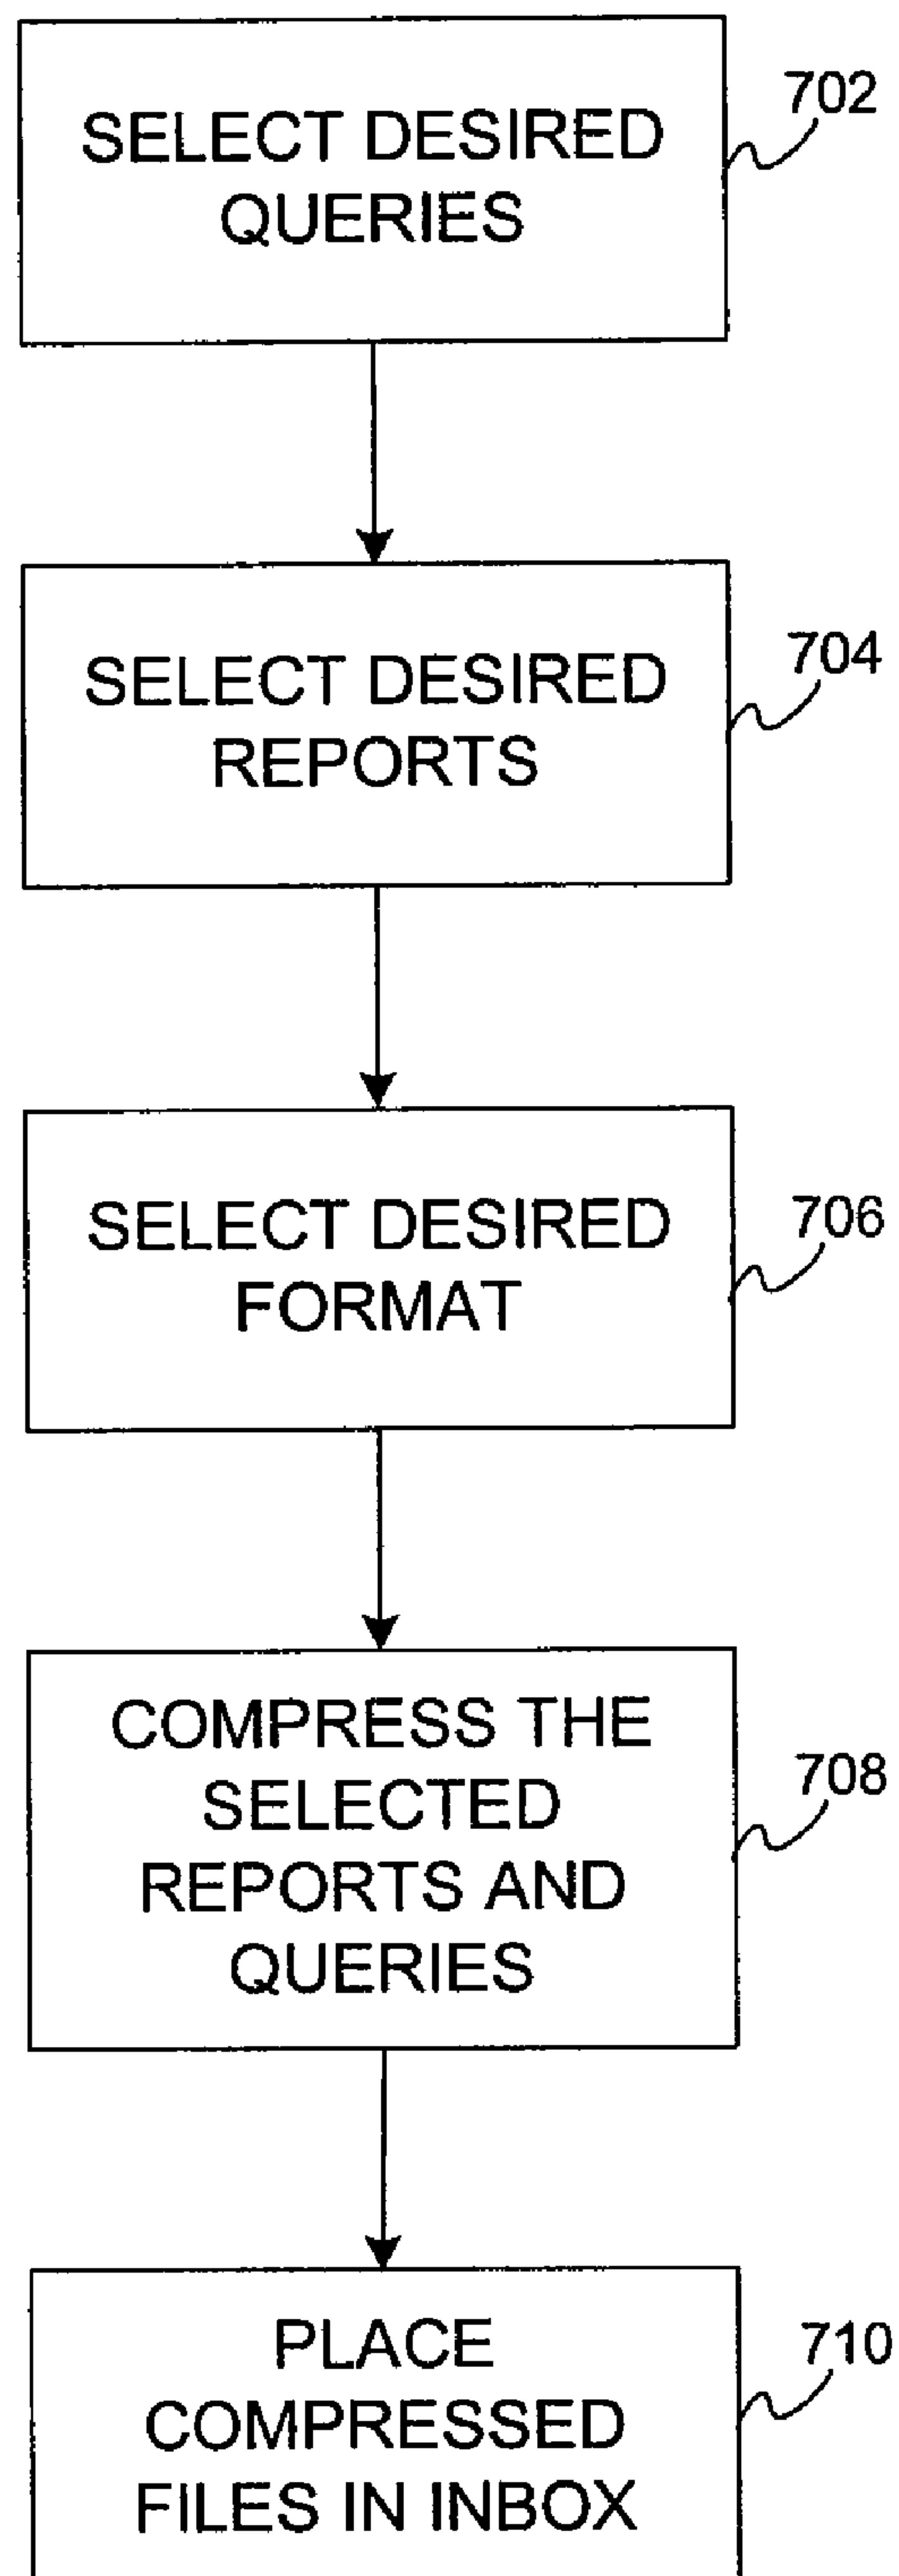 SELECT DESIRED
QUERIES
702
SELECT DESIRED
REPORTS
704
SELECT DESIRED
FORMAT
706
COMPRESS THE
SELECTED
REPORTS AND
QUERIES
708
PLACE
COMPRESSED
FILES IN INBOX
710